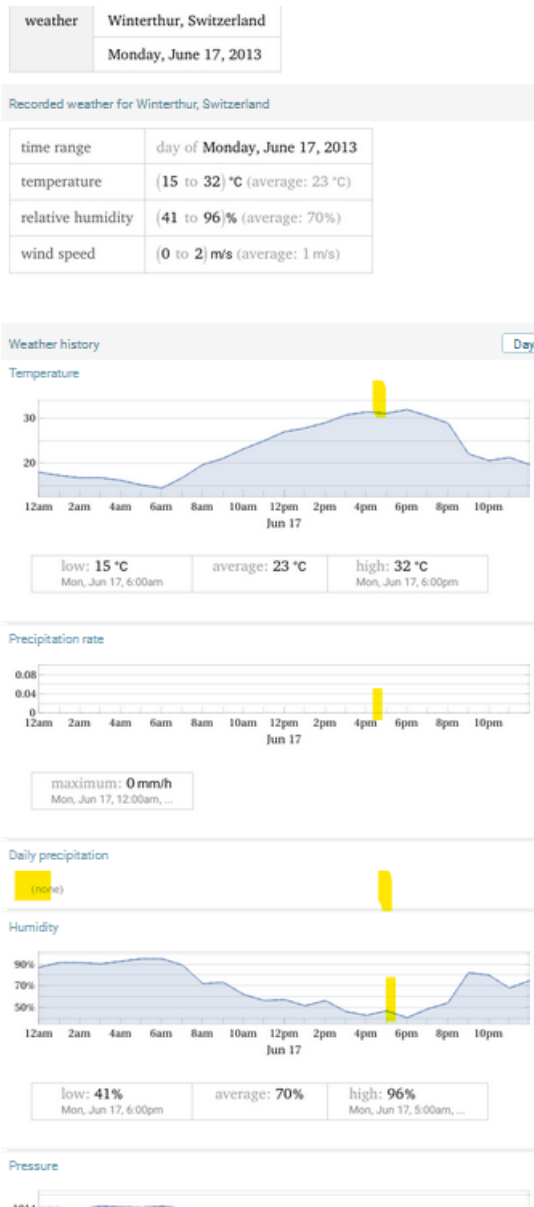 weather Winterthur, Switzerland
Monday, June 17, 2013
Recorded weather for Winterthur, Switzerland
time range day of Monday, June 17, 2013
temperature (15 to 32) °C (average: 23 °C)
relative humidity (41 to 96)% (average: 70%)
wind speed (0 to 2) m/s (average: 1 m/s)
Weather history Day
Temperature
30
20
12am 2am 4am 6am 8am 10am 12pm 2pm 4pm 6pm 8pm 10pm
Jun 17
low: 15 °C average: 23 °C high: 32 °C
Mon, Jun 17, 6:00am Mon, Jun 17, 6:00pm
Precipitation rate
0.08
0.04
0
12am 2am 4am 6am 8am 10am 12pm 2pm 4pm 6pm 8pm 10pm
Jun 17
maximum: 0 mm/h
Mon, Jun 17, 12:00am, ...
Daily precipitation
(none)
Humidity
90%
70%
50%
12am 2am 4am 6am 8am 10am 12pm 2pm 4pm 6pm 8pm 10pm
Jun 17
low: 41% average: 70% high: 96%
Mon, Jun 17, 6:00pm Mon, Jun 17, 5:00am, ...
Pressure